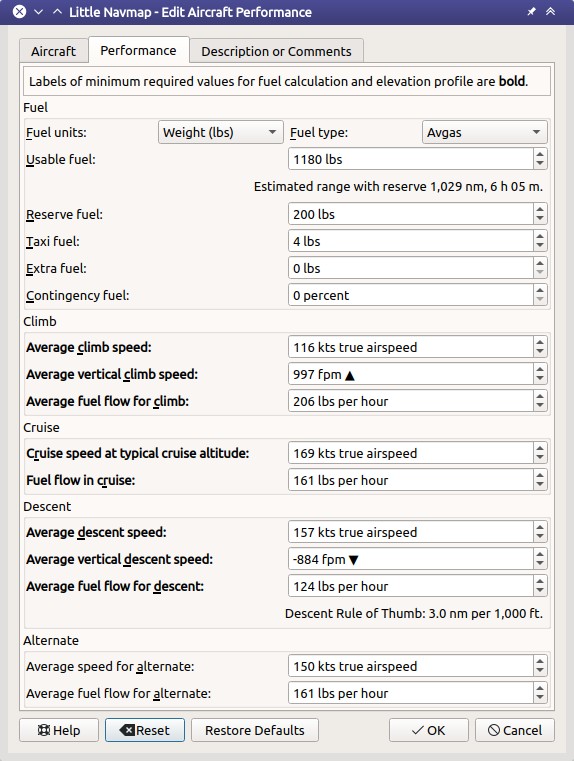 Little Navmap - Edit Aircraft Performance
Aircraft Performance Description or Comments
Labels of minimum required values for fuel calculation and elevation profile are bold.
Fuel
Fuel units: Weight (lbs) Fuel type: Avgas
Usable fuel: 1180 lbs
Estimated range with reserve 1,029 nm, 6 h 05 m.
Reserve fuel: 200 lbs
Taxi fuel: 4 lbs
Extra fuel: 0 lbs
Contingency fuel: 0 percent
Climb
Average climb speed: 116 kts true airspeed
Average vertical climb speed: 997 fpm ▲
Average fuel flow for climb: 206 lbs per hour
Cruise
Cruise speed at typical cruise altitude: 169 kts true airspeed
Fuel flow in cruise: 161 lbs per hour
Descent
Average descent speed: 157 kts true airspeed
Average vertical descent speed: -884 fpm ▼
Average fuel flow for descent: 124 lbs per hour
Descent Rule of Thumb: 3.0 nm per 1,000 ft.
Alternate
Average speed for alternate: 150 kts true airspeed
Average fuel flow for alternate: 161 lbs per hour
Help Reset Restore Defaults OK Cancel